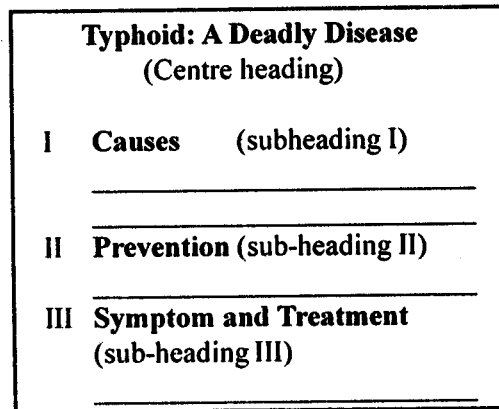 Typhoid: A Deadly Disease
(Centre heading)
I Causes (subheading I)
II Prevention (sub-heading II)
III Symptom and Treatment
(sub-heading III)